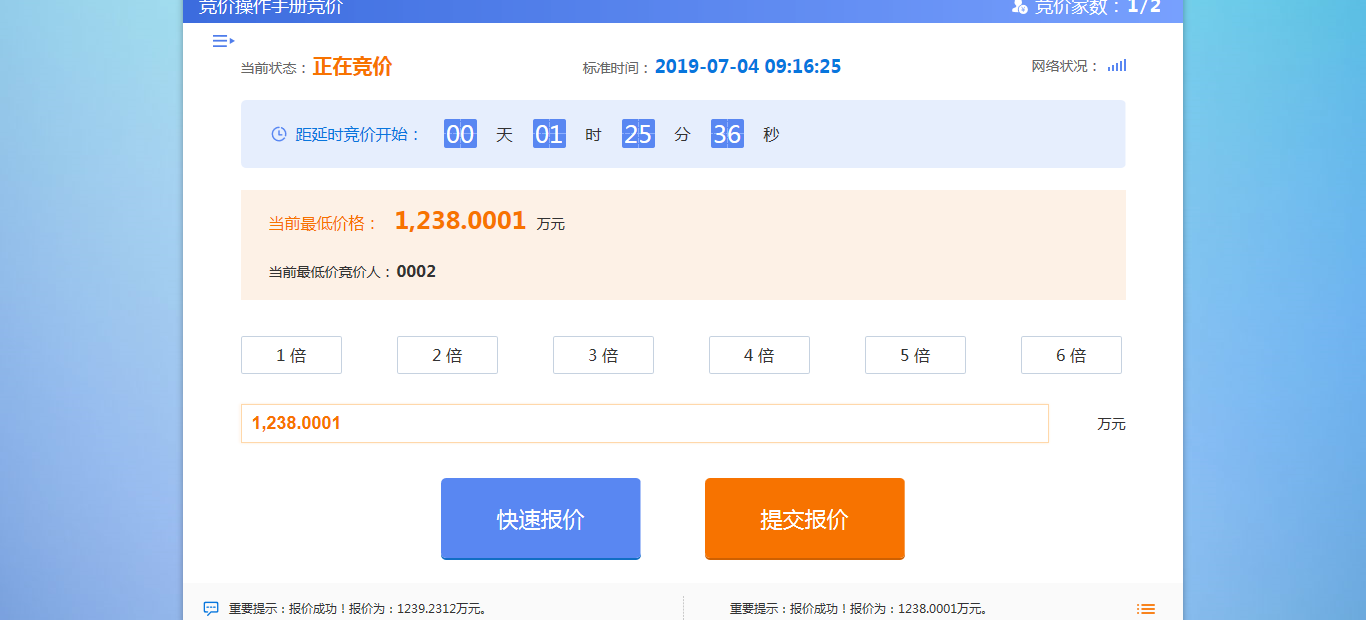 竞价操作手册竞价
竞价家数：1/2
当前状态：正在竞价
标准时间：2019-07-04 09:16:25
网络状况：
距延时竞价开始： 00 天 01 时 25 分 36 秒
当前最低价格： 1,238.0001 万元
当前最低价竞价人：0002
1 倍
2 倍
3 倍
4 倍
5 倍
6 倍
1,238.0001
万元
快速报价
提交报价
重要提示：报价成功！报价为：1239.2312万元。
重要提示：报价成功！报价为：1238.0001万元。